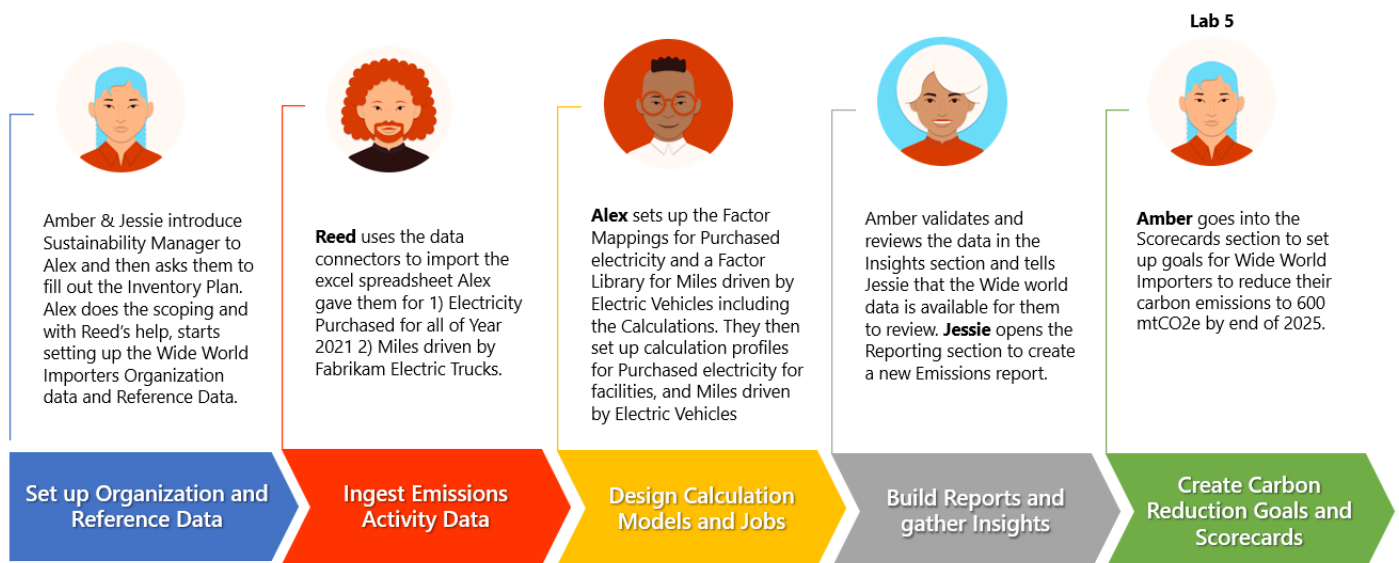 Lab 5
Amber & Jessie introduce
Sustainability Manager to
Alex and then asks them to
fill out the Inventory Plan.
Alex does the scoping and
with Reed's help, starts
setting up the Wide World
Importers Organization
data and Reference Data.
Reed uses the data
connectors to import the
excel spreadsheet Alex
gave them for 1) Electricity
Purchased for all of Year
2021 2) Miles driven by
Fabrikam Electric Trucks.
Alex sets up the Factor
Mappings for Purchased
electricity and a Factor
Library for Miles driven by
Electric Vehicles including
the Calculations. They then
set up calculation profiles
for Purchased electricity for
facilities, and Miles driven
by Electric Vehicles
Amber validates and
reviews the data in the
Insights section and tells
Jessie that the Wide world
data is available for them
to review. Jessie opens the
Reporting section to create
a new Emissions report.
Amber goes into the
Scorecards section to set
up goals for Wide World
Importers to reduce their
carbon emissions to 600
mtCO2e by end of 2025.
Set up Organization and
Reference Data
Ingest Emissions
Activity Data
Design Calculation
Models and Jobs
Build Reports and
gather Insights
Create Carbon
Reduction Goals and
Scorecards